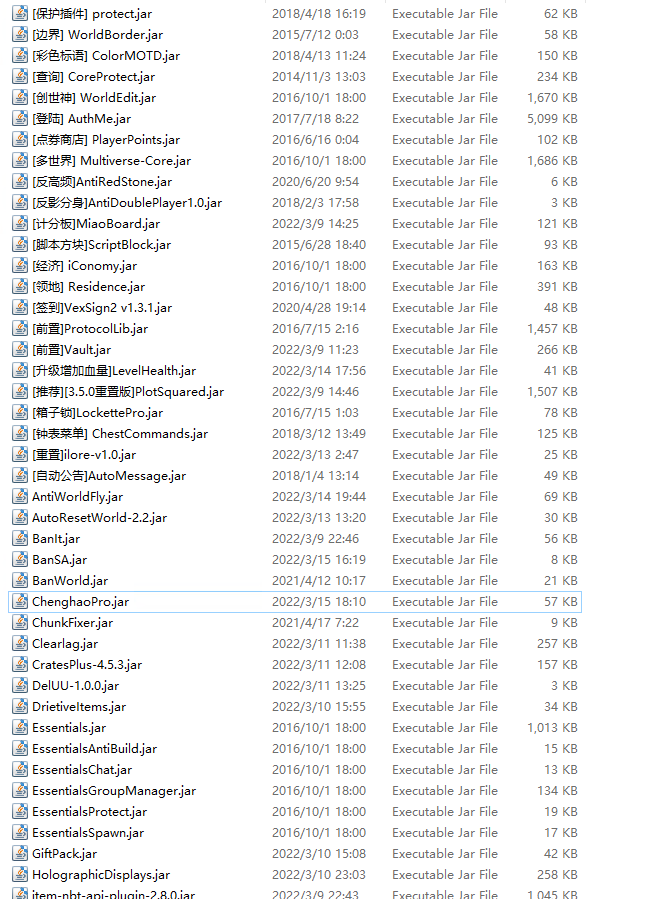 [保护插件] protect.jar 2018/4/18 16:19 Executable Jar File 62 KB
[边界] WorldBorder.jar 2015/7/12 0:03 Executable Jar File 58 KB
[彩色标语] ColorMOTD.jar 2018/4/13 11:24 Executable Jar File 150 KB
[查询] CoreProtect.jar 2014/11/3 13:03 Executable Jar File 234 KB
[创世神] WorldEdit.jar 2016/10/1 18:00 Executable Jar File 1,670 KB
[登陆] AuthMe.jar 2017/7/18 8:22 Executable Jar File 5,099 KB
[点券商店] PlayerPoints.jar 2016/6/16 0:04 Executable Jar File 102 KB
[多世界] Multiverse-Core.jar 2016/10/1 18:00 Executable Jar File 1,686 KB
[反高频]AntiRedStone.jar 2020/6/20 9:54 Executable Jar File 6 KB
[反影分身]AntiDoublePlayer1.0.jar 2018/2/3 17:58 Executable Jar File 3 KB
[计分板]MiaoBoard.jar 2022/3/9 14:25 Executable Jar File 121 KB
[脚本方块]ScriptBlock.jar 2015/6/28 18:40 Executable Jar File 93 KB
[经济] iConomy.jar 2016/10/1 18:00 Executable Jar File 163 KB
[领地] Residence.jar 2016/10/1 18:00 Executable Jar File 391 KB
[签到]VexSign2 v1.3.1.jar 2020/4/28 19:14 Executable Jar File 48 KB
[前置]ProtocolLib.jar 2016/7/15 2:16 Executable Jar File 1,457 KB
[前置]Vault.jar 2022/3/9 11:23 Executable Jar File 266 KB
[升级增加血量]LevelHealth.jar 2022/3/14 17:56 Executable Jar File 41 KB
[推荐][3.5.0重置版]PlotSquared.jar 2022/3/9 14:46 Executable Jar File 1,507 KB
[箱子锁]LockettePro.jar 2016/7/15 1:03 Executable Jar File 78 KB
[钟表菜单] ChestCommands.jar 2018/3/12 13:49 Executable Jar File 125 KB
[重置]ilore-v1.0.jar 2022/3/13 2:47 Executable Jar File 25 KB
[自动公告]AutoMessage.jar 2018/1/4 13:14 Executable Jar File 49 KB
AntiWorldFly.jar 2022/3/14 19:44 Executable Jar File 69 KB
AutoResetWorld-2.2.jar 2022/3/13 13:20 Executable Jar File 30 KB
BanIt.jar 2022/3/9 22:46 Executable Jar File 56 KB
BanSA.jar 2022/3/15 16:19 Executable Jar File 8 KB
BanWorld.jar 2021/4/12 10:17 Executable Jar File 21 KB
ChenghaoPro.jar 2022/3/15 18:10 Executable Jar File 57 KB
ChunkFixer.jar 2021/4/17 7:22 Executable Jar File 9 KB
Clearlag.jar 2022/3/11 11:38 Executable Jar File 257 KB
CratesPlus-4.5.3.jar 2022/3/11 12:08 Executable Jar File 157 KB
DelUU-1.0.0.jar 2022/3/11 13:25 Executable Jar File 3 KB
DrietiveItems.jar 2022/3/10 15:55 Executable Jar File 34 KB
Essentials.jar 2016/10/1 18:00 Executable Jar File 1,013 KB
EssentialsAntiBuild.jar 2016/10/1 18:00 Executable Jar File 15 KB
EssentialsChat.jar 2016/10/1 18:00 Executable Jar File 13 KB
EssentialsGroupManager.jar 2016/10/1 18:00 Executable Jar File 134 KB
EssentialsProtect.jar 2016/10/1 18:00 Executable Jar File 19 KB
EssentialsSpawn.jar 2016/10/1 18:00 Executable Jar File 17 KB
GiftPack.jar 2022/3/10 15:08 Executable Jar File 42 KB
HolographicDisplays.jar 2022/3/10 23:03 Executable Jar File 258 KB
item-nbt-api-plugin-2.8.0.jar 2022/3/9 22:43 Executable Jar File 1,045 KB